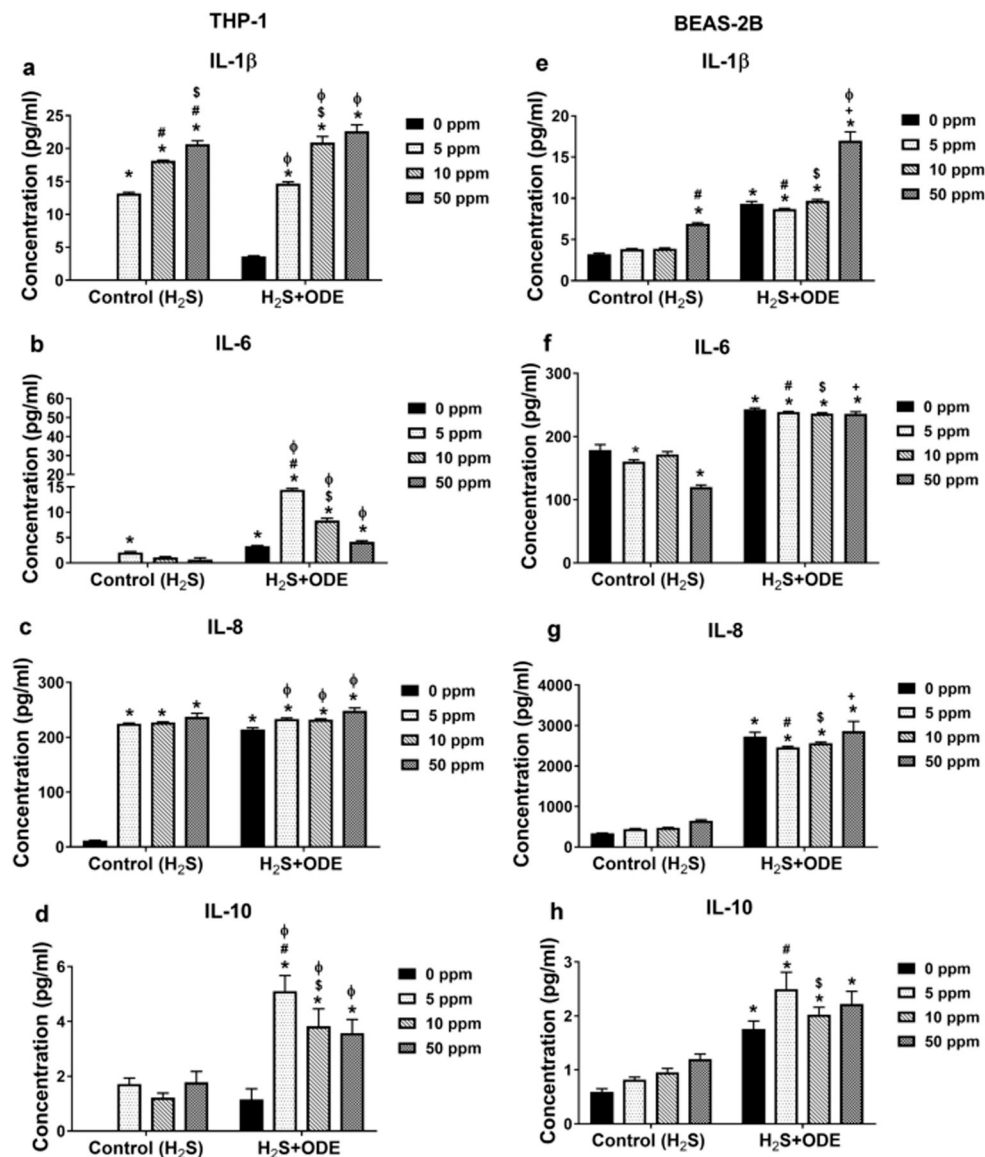 THP-1
BEAS-2B
a
IL-1β
Concentration (pg/ml)
25
20
15
10
5
0
*
#
*
$
#
*
ϕ
*
ϕ
$
*
ϕ
*
Control (H₂S)
H₂S+ODE
0 ppm
5 ppm
10 ppm
50 ppm
e
IL-1β
Concentration (pg/ml)
20
15
10
5
0
#
*
*
#
*
$
*
ϕ
+
*
Control (H₂S)
H₂S+ODE
0 ppm
5 ppm
10 ppm
50 ppm
b
IL-6
Concentration (pg/ml)
60
50
40
30
20
15
10
5
0
*
*
ϕ
#
*
ϕ
$
*
ϕ
*
Control (H₂S)
H₂S+ODE
0 ppm
5 ppm
10 ppm
50 ppm
f
IL-6
Concentration (pg/ml)
300
200
100
0
*
*
*
#
*
$
*
+
*
Control (H₂S)
H₂S+ODE
0 ppm
5 ppm
10 ppm
50 ppm
c
IL-8
Concentration (pg/ml)
300
200
100
0
*
*
*
*
ϕ
*
ϕ
*
ϕ
*
Control (H₂S)
H₂S+ODE
0 ppm
5 ppm
10 ppm
50 ppm
g
IL-8
Concentration (pg/ml)
4000
3000
2000
1000
0
*
#
*
$
*
+
*
Control (H₂S)
H₂S+ODE
0 ppm
5 ppm
10 ppm
50 ppm
d
IL-10
Concentration (pg/ml)
6
4
2
0
ϕ
#
*
ϕ
$
*
ϕ
*
Control (H₂S)
H₂S+ODE
0 ppm
5 ppm
10 ppm
50 ppm
h
IL-10
Concentration (pg/ml)
3
2
1
0
*
#
*
$
*
*
Control (H₂S)
H₂S+ODE
0 ppm
5 ppm
10 ppm
50 ppm